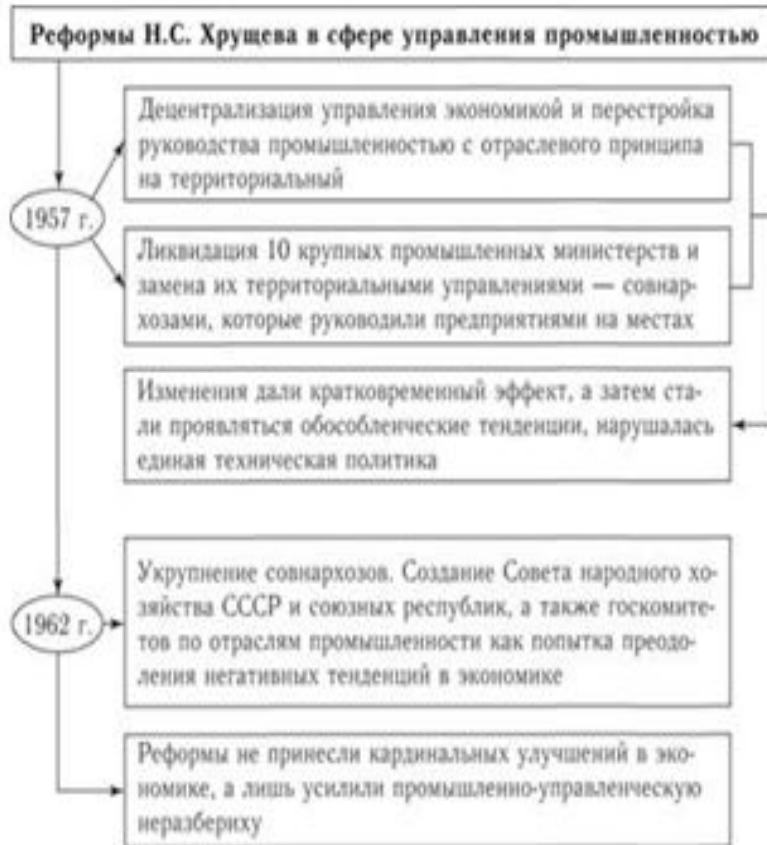 Реформы Н.С. Хрущева в сфере управления промышленностью
Децентрализация управления экономикой и перестройка
руководства промышленностью с отраслевого принципа
на территориальный
1957 г.
Ликвидация 10 крупных промышленных министерств и
замена их территориальными управлениями — совнар-
хозами, которые руководили предприятиями на местах
Изменения дали кратковременный эффект, а затем ста-
ли проявляться обособленческие тенденции, нарушалась
единая техническая политика
1962 г.
Укрупнение совнархозов. Создание Совета народного хо-
зяйства СССР и союзных республик, а также госкомите-
тов по отраслям промышленности как попытка преодо-
ления негативных тенденций в экономике
Реформы не принесли кардинальных улучшений в эко-
номике, а лишь усилили промышленно-управленческую
неразбериху